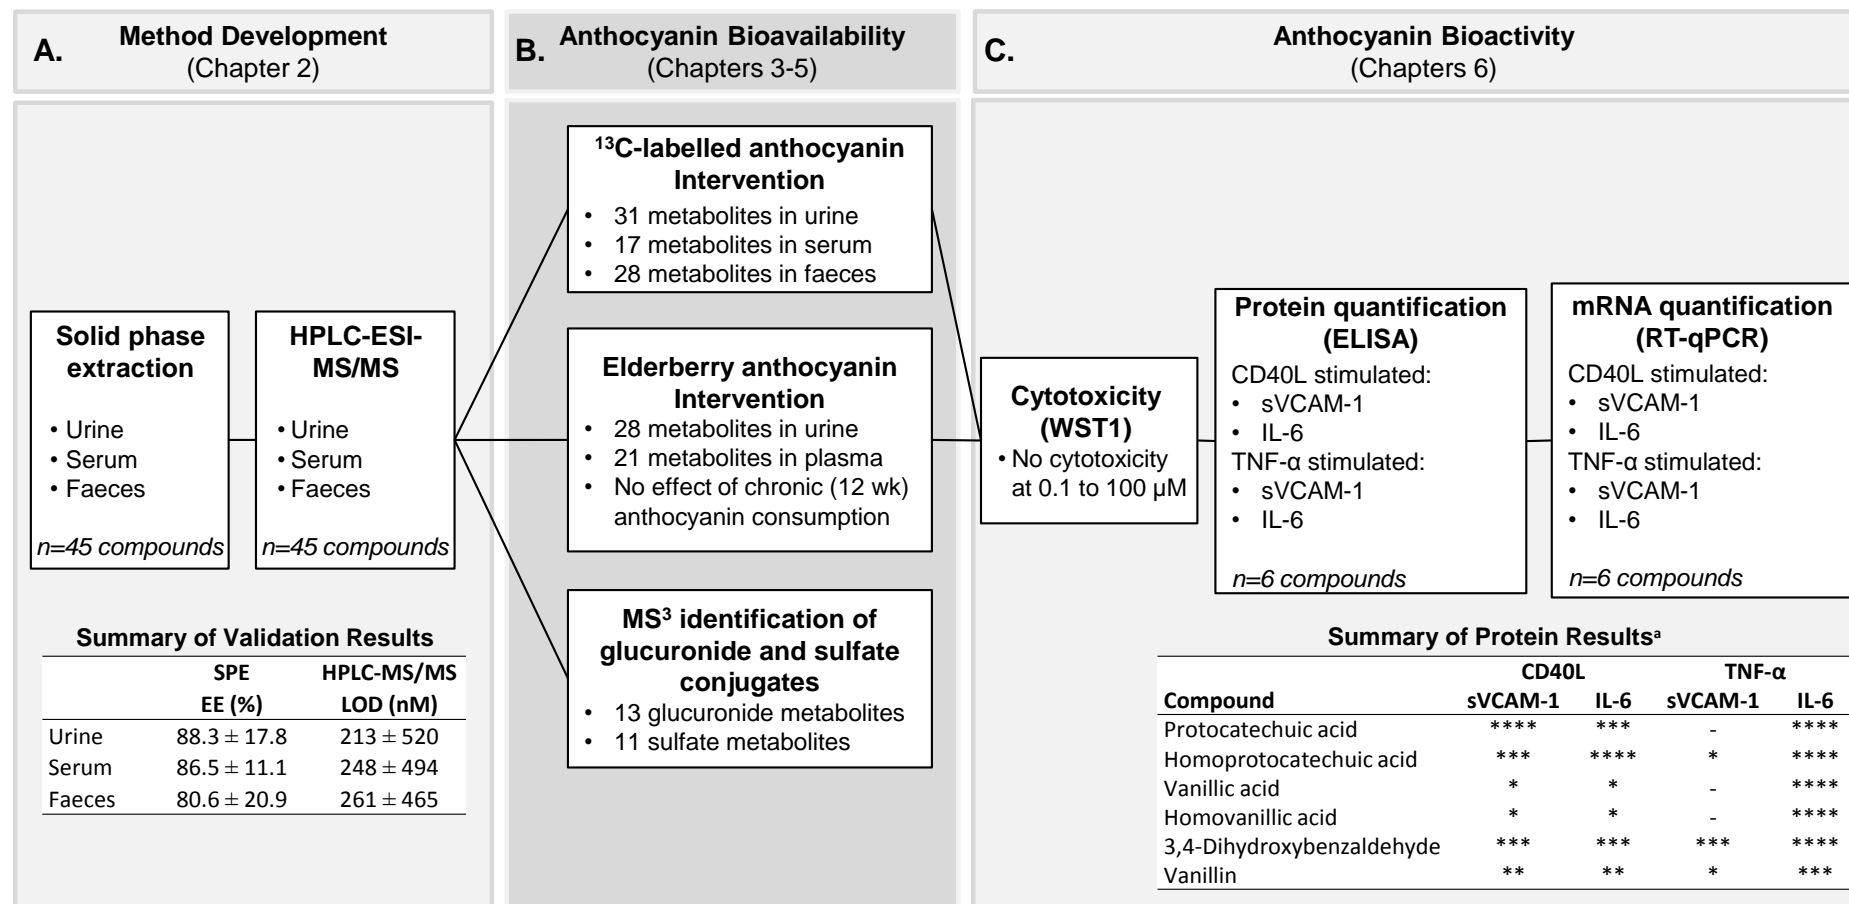 A. Method Development
(Chapter 2)
Solid phase
extraction
• Urine
• Serum
• Faeces
n=45 compounds
HPLC-ESI-
MS/MS
• Urine
• Serum
• Faeces
n=45 compounds
Summary of Validation Results
SPE HPLC-MS/MS
EE (%) LOD (nM)
Urine 88.3 ± 17.8 213 ± 520
Serum 86.5 ± 11.1 248 ± 494
Faeces 80.6 ± 20.9 261 ± 465
B. Anthocyanin Bioavailability
(Chapters 3-5)
¹³C-labelled anthocyanin
Intervention
• 31 metabolites in urine
• 17 metabolites in serum
• 28 metabolites in faeces
Elderberry anthocyanin
Intervention
• 28 metabolites in urine
• 21 metabolites in plasma
• No effect of chronic (12 wk)
anthocyanin consumption
MS³ identification of
glucuronide and sulfate
conjugates
• 13 glucuronide metabolites
• 11 sulfate metabolites
C. Anthocyanin Bioactivity
(Chapters 6)
Cytotoxicity
(WST1)
• No cytotoxicity
at 0.1 to 100 µM
Protein quantification
(ELISA)
CD40L stimulated:
• sVCAM-1
• IL-6
TNF-α stimulated:
• sVCAM-1
• IL-6
n=6 compounds
mRNA quantification
(RT-qPCR)
CD40L stimulated:
• sVCAM-1
• IL-6
TNF-α stimulated:
• sVCAM-1
• IL-6
n=6 compounds
Summary of Protein Resultsᵃ
CD40L TNF-α
Compound sVCAM-1 IL-6 sVCAM-1 IL-6
Protocatechuic acid **** *** - ****
Homoprotocatechuic acid *** **** * ****
Vanillic acid * * - ****
Homovanillic acid * * - ****
3,4-Dihydroxybenzaldehyde *** *** *** ****
Vanillin ** ** * ***